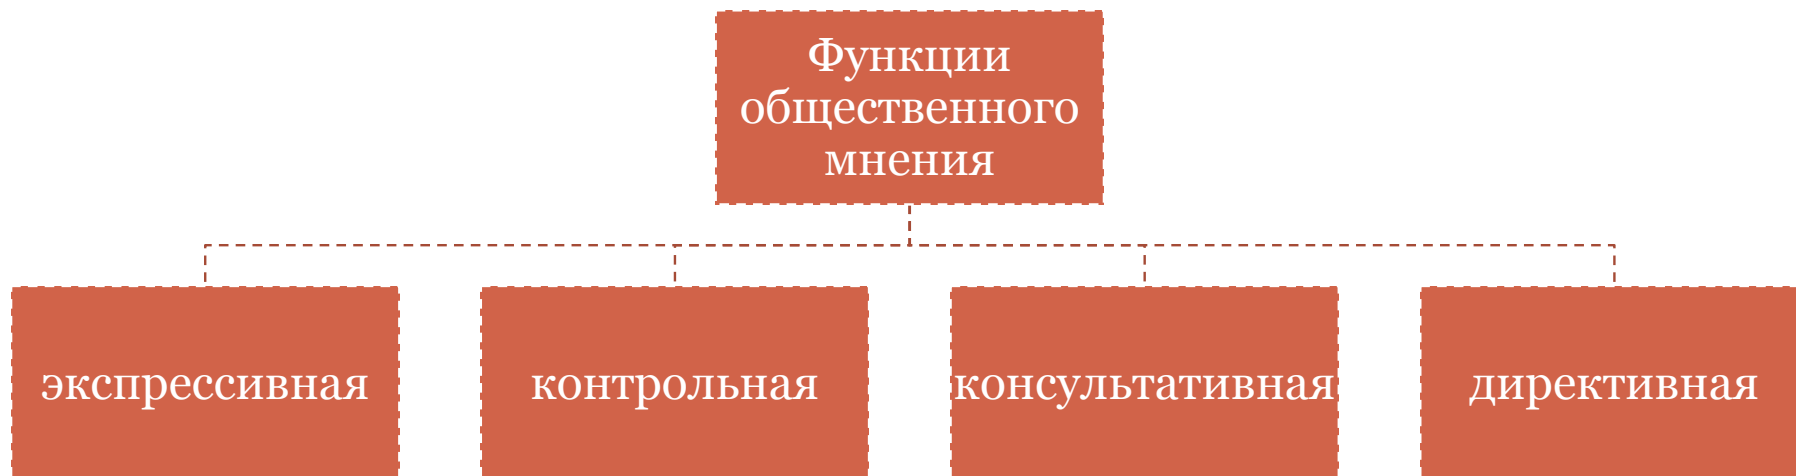 Функции
общественного
мнения
экспрессивная
контрольная
консультативная
директивная